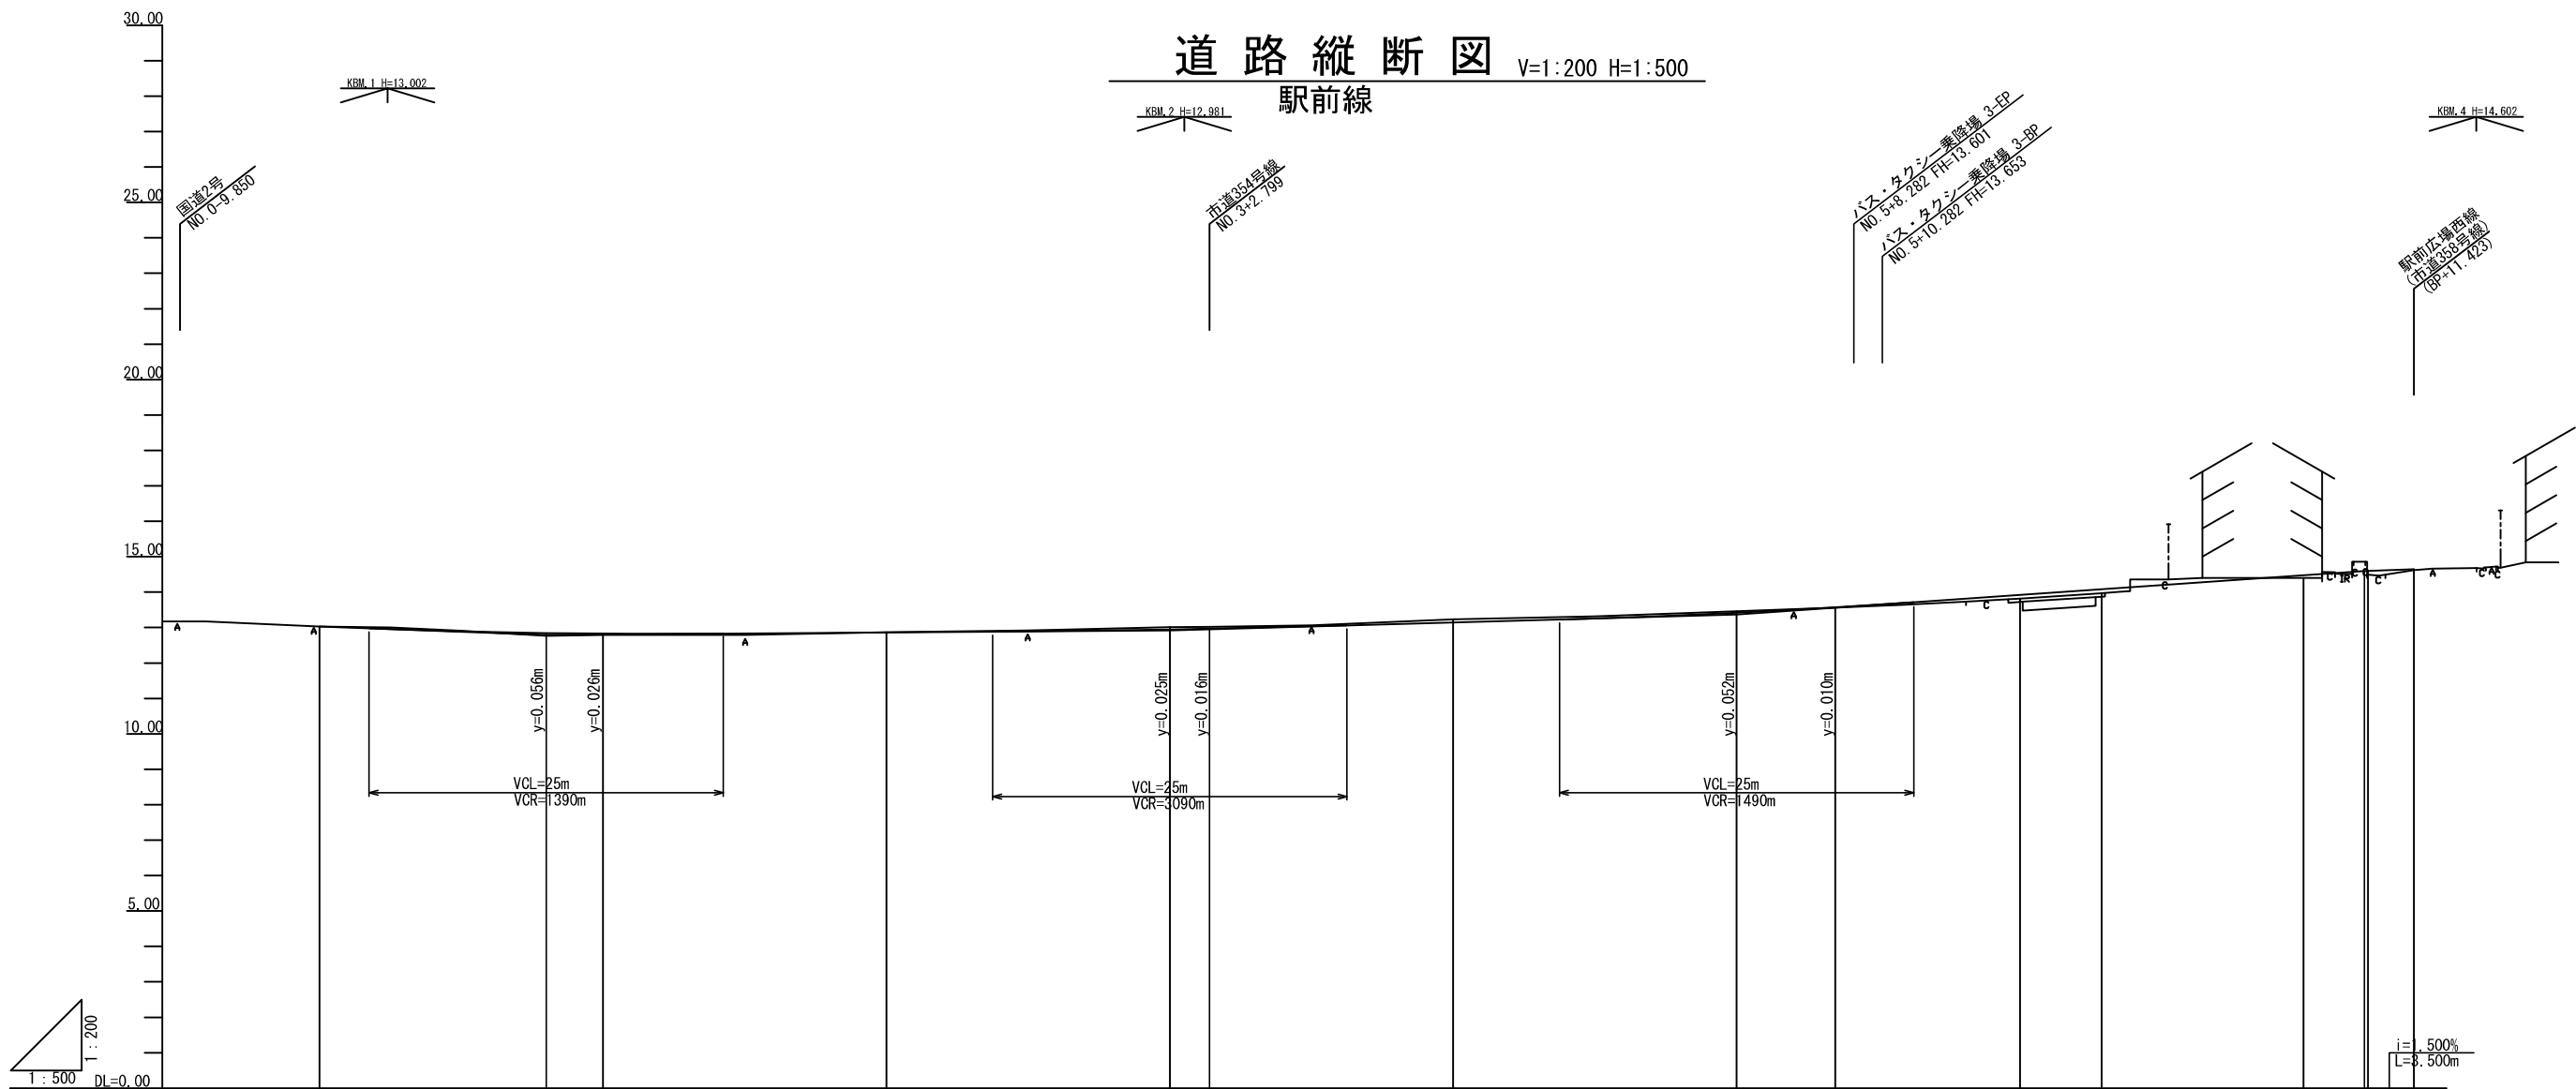 道路縦断図 V=1:200 H=1:500
駅前線
30.00
25.00
20.00
15.00
10.00
5.00
DL=0.00
1:200
1:500
KBM.1 H=13.002
KBM.2 H=12.981
KBM.4 H=14.602
国道2号
NO.0-9.850
市道354号線
NO.3+2.799
バス・タクシー乗降場 3-EP
NO.5+8.282 FH=13.601
バス・タクシー乗降場 3-BP
NO.5+10.282 FH=13.653
駅前広場西線
(市道358号線)
(BP+11.423)
A
A
A
A
A
A
C
C
C
IR
C
C
C
A
C
A
C
y=0.056m
y=0.026m
y=0.025m
y=0.016m
y=0.052m
y=0.010m
VCL=25m
VCR=1390m
VCL=25m
VCR=3090m
VCL=25m
VCR=1490m
i=1.500%
L=3.500m